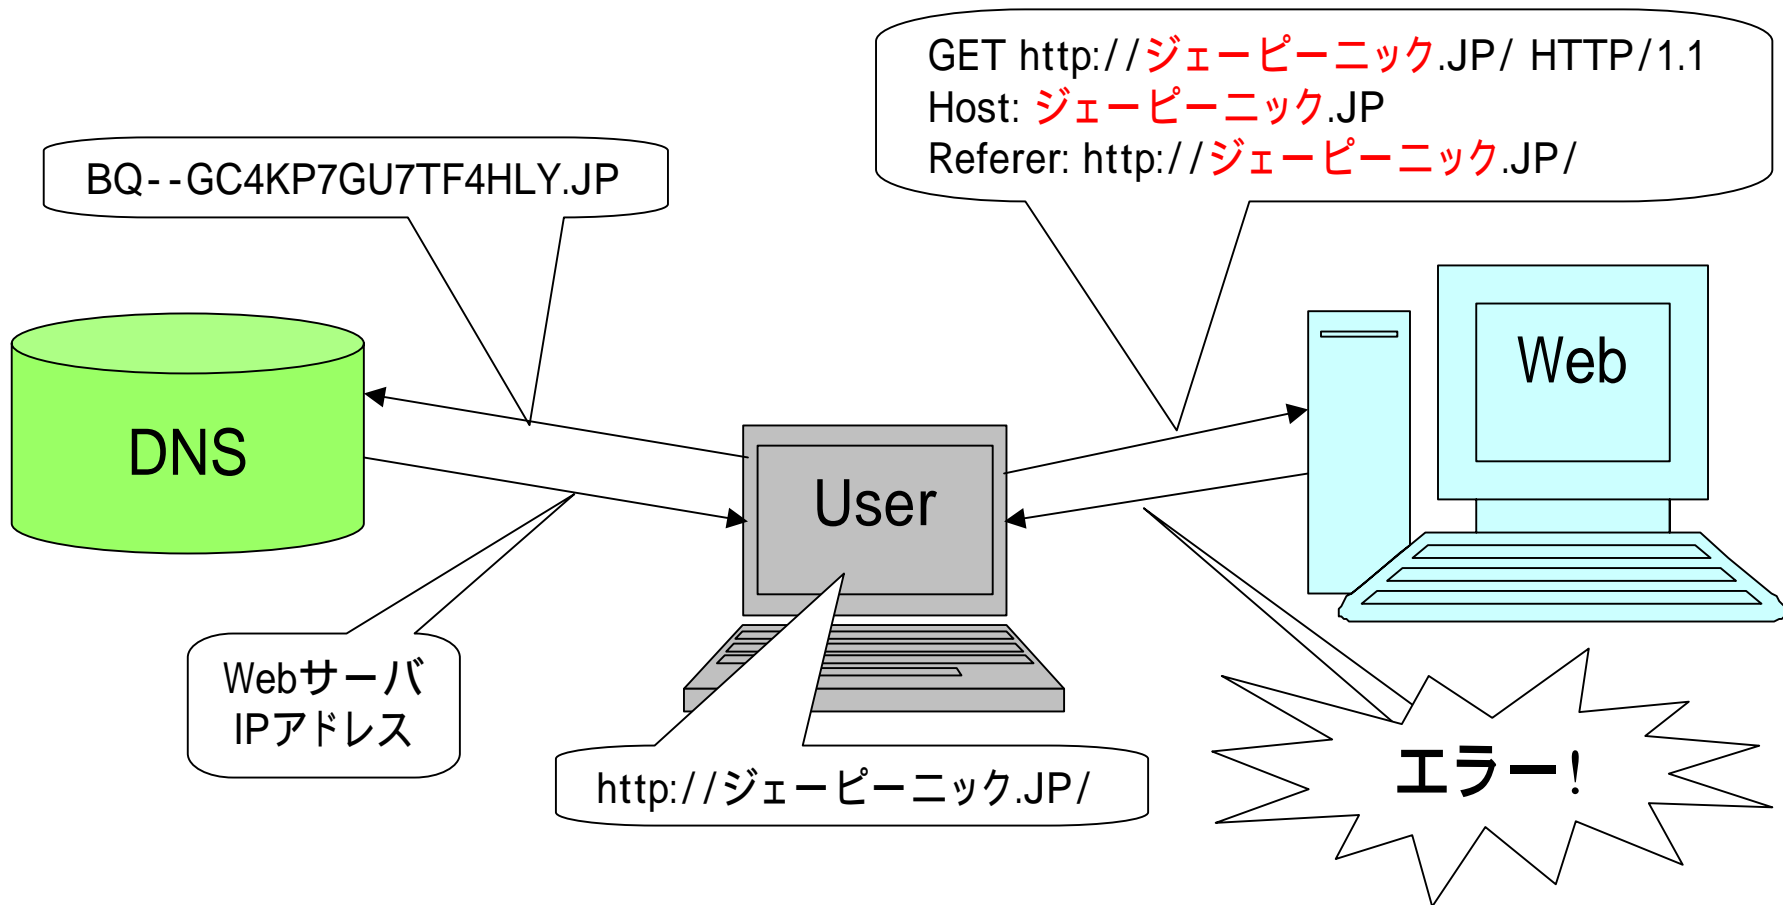 GET http://ジェーピーニック.JP/ HTTP/1.1
Host: ジェーピーニック.JP
Referer: http://ジェーピーニック.JP/
BQ--GC4KP7GU7TF4HLY.JP
DNS
User
Web
Webサーバ
IPアドレス
http://ジェーピーニック.JP/
エラー!